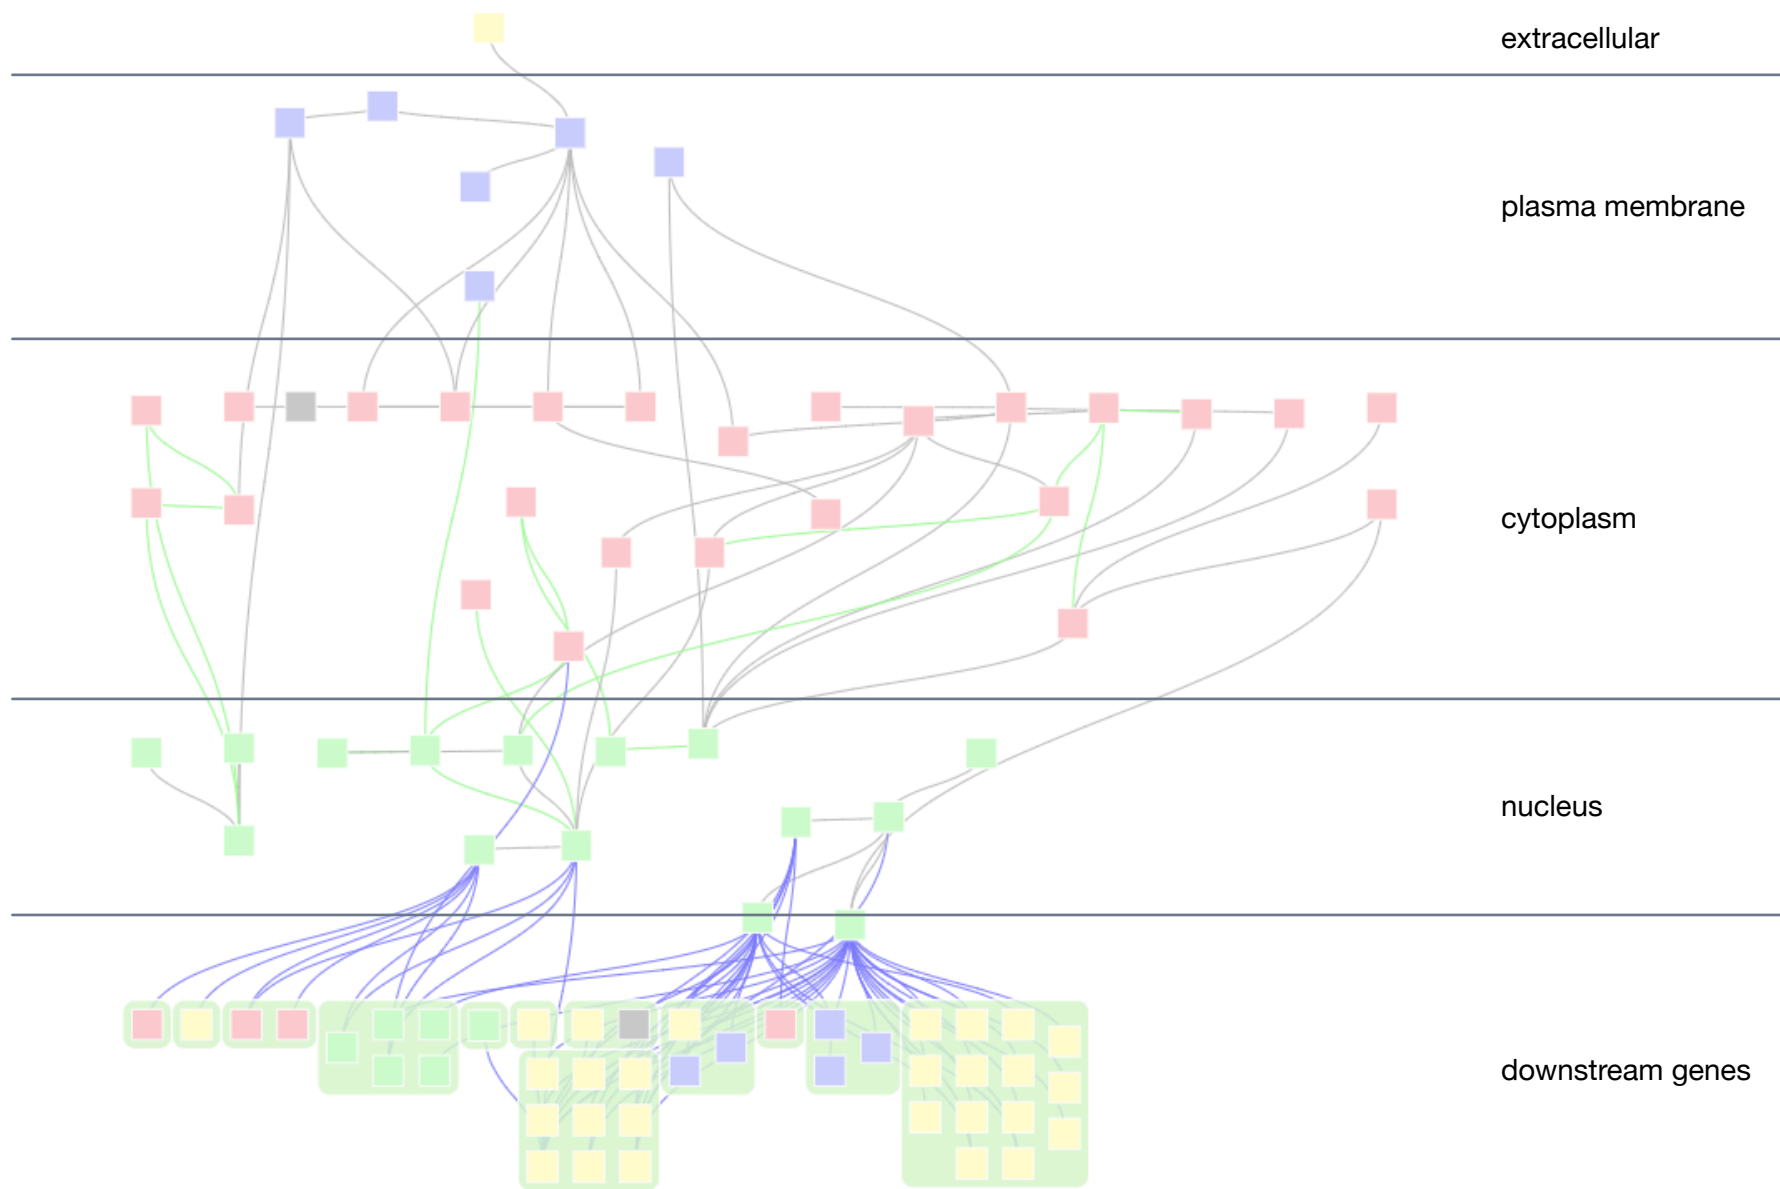 extracellular
plasma membrane
cytoplasm
nucleus
downstream genes